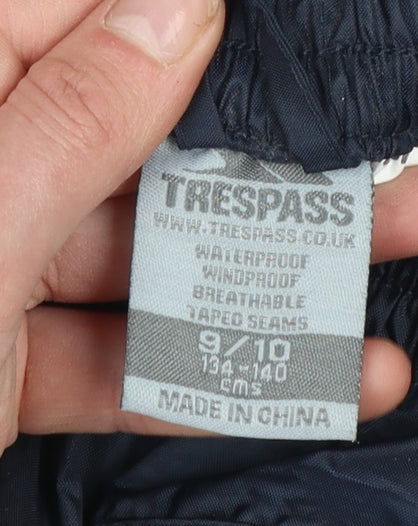 TRESPASS
WWW.TRESPASS.CO.UK
WATERPROOF
WINDPROOF
BREATHABLE
TAPED SEAMS
9/10
134-140
cms
MADE IN CHINA